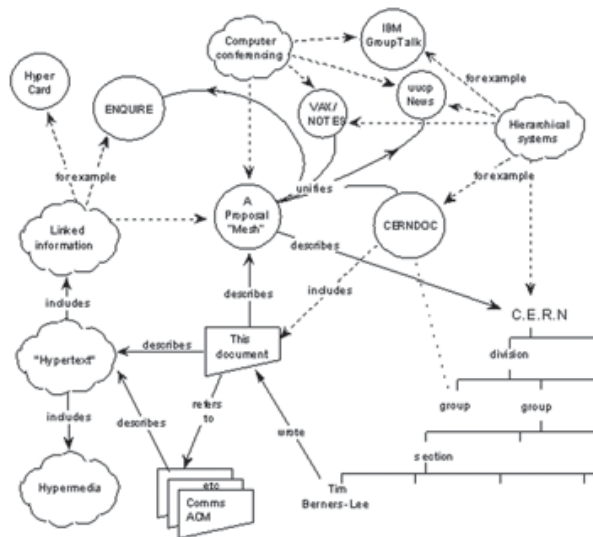 IBM
GroupTalk
Computer
conferencing
Hyper
Card
ENQUIRE
for example
VAX/
NOTES
uucp
News
Hierarchical
systems
for example
unifies
for example
A
Proposal
"Mesh"
CERNDOC
Linked
information
describes
C.E.R.N
includes
describes
includes
This
document
describes
"Hypertext"
division
refers
to
group
group
includes
describes
wrote
section
Hypermedia
etc
Comms
ACM
Tim
Berners-Lee